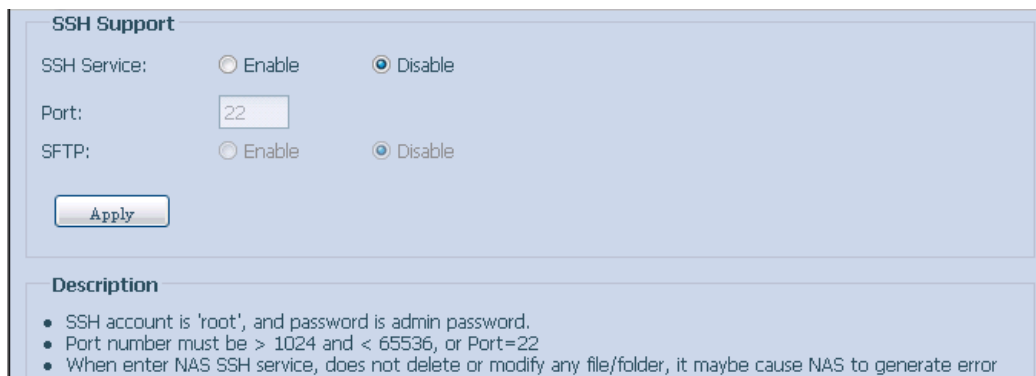 SSH Support
SSH Service: Enable Disable
Port: 22
SFTP: Enable Disable
Apply
Description
• SSH account is 'root', and password is admin password.
• Port number must be > 1024 and < 65536, or Port=22
• When enter NAS SSH service, does not delete or modify any file/folder, it maybe cause NAS to generate error